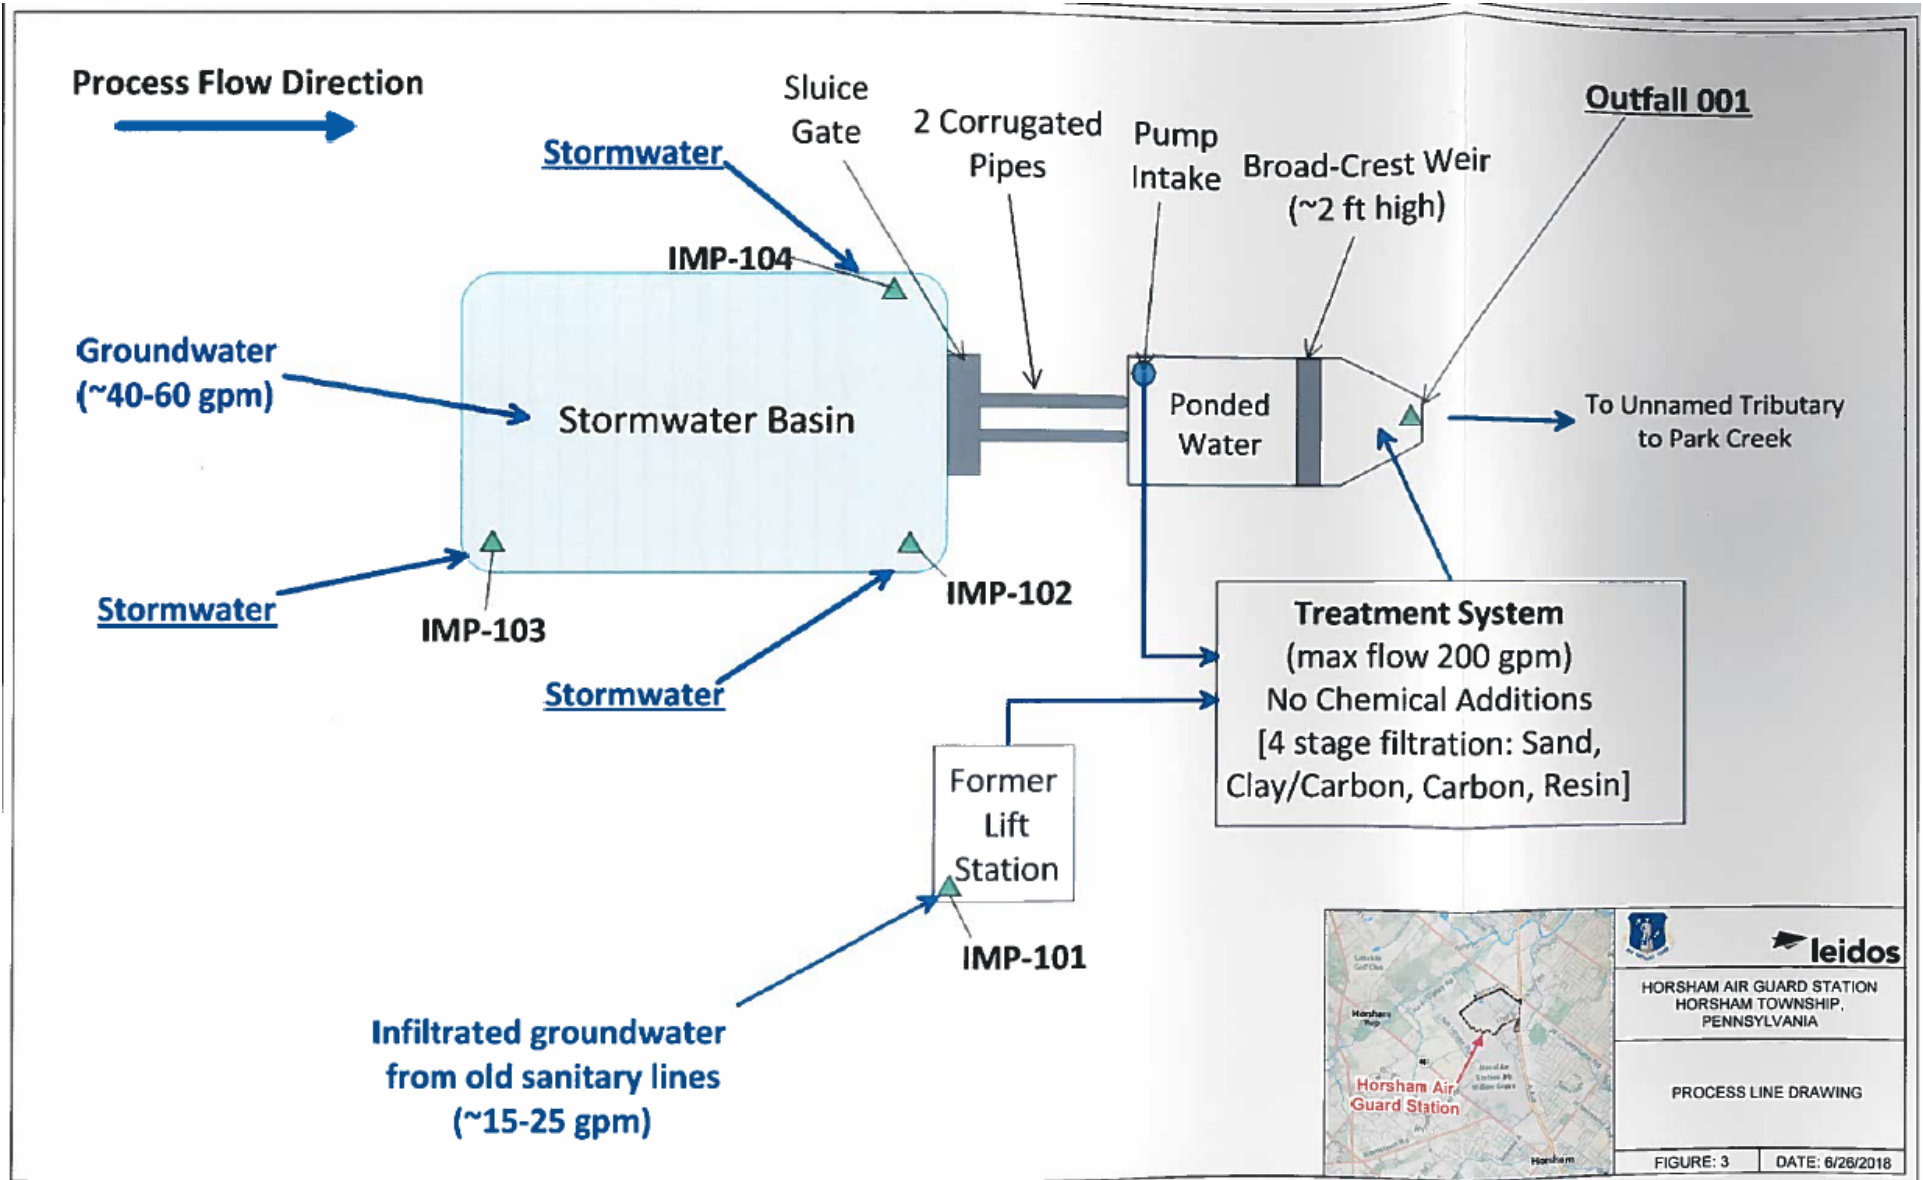 Process Flow Direction
Stormwater
Sluice
Gate
2 Corrugated
Pipes
Pump
Intake
Broad-Crest Weir
(~2 ft high)
Outfall 001
IMP-104
Groundwater
(~40-60 gpm)
Stormwater Basin
Ponded
Water
To Unnamed Tributary
to Park Creek
Stormwater
IMP-103
IMP-102
Stormwater
Treatment System
(max flow 200 gpm)
No Chemical Additions
[4 stage filtration: Sand,
Clay/Carbon, Carbon, Resin]
Former
Lift
Station
IMP-101
Infiltrated groundwater
from old sanitary lines
(~15-25 gpm)
Horsham
Horsham Air
Guard Station
Horsham
leidos
HORSHAM AIR GUARD STATION
HORSHAM TOWNSHIP,
PENNSYLVANIA
PROCESS LINE DRAWING
FIGURE: 3
DATE: 6/26/2018